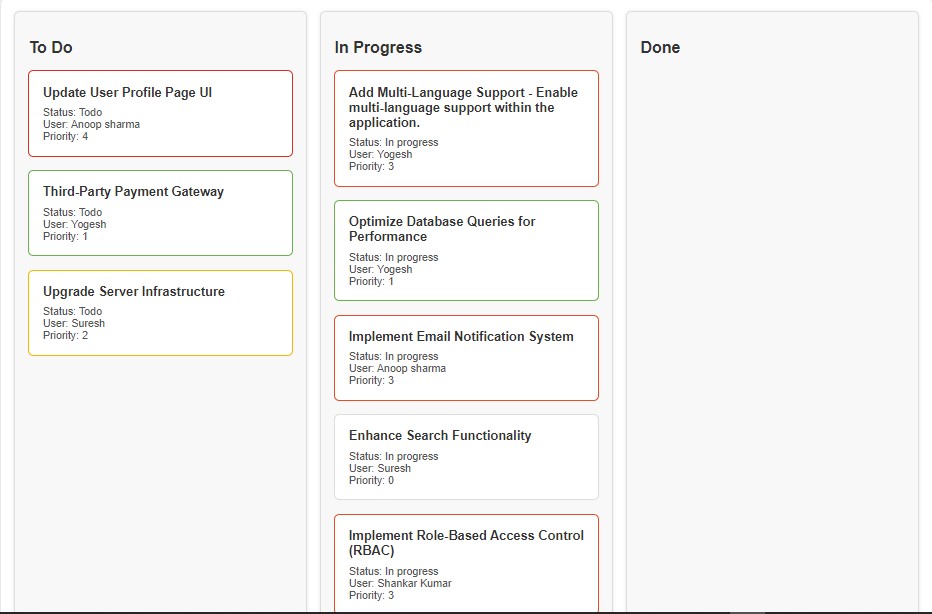 To Do
Update User Profile Page UI
Status: Todo
User: Anoop sharma
Priority: 4
Third-Party Payment Gateway
Status: Todo
User: Yogesh
Priority: 1
Upgrade Server Infrastructure
Status: Todo
User: Suresh
Priority: 2
In Progress
Add Multi-Language Support - Enable
multi-language support within the
application.
Status: In progress
User: Yogesh
Priority: 3
Optimize Database Queries for
Performance
Status: In progress
User: Yogesh
Priority: 1
Implement Email Notification System
Status: In progress
User: Anoop sharma
Priority: 3
Enhance Search Functionality
Status: In progress
User: Suresh
Priority: 0
Implement Role-Based Access Control
(RBAC)
Status: In progress
User: Shankar Kumar
Priority: 3
Done